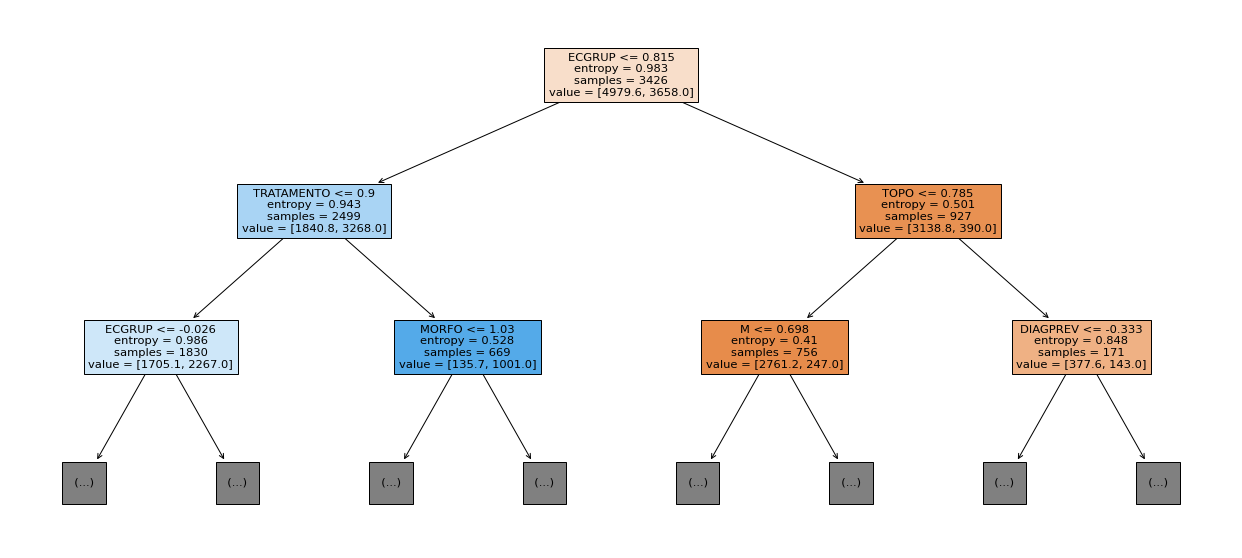 ECGRUP <= 0.815
entropy = 0.983
samples = 3426
value = [4979.6, 3658.0]
TRATAMENTO <= 0.9
entropy = 0.943
samples = 2499
value = [1840.8, 3268.0]
TOPO <= 0.785
entropy = 0.501
samples = 927
value = [3138.8, 390.0]
ECGRUP <= -0.026
entropy = 0.986
samples = 1830
value = [1705.1, 2267.0]
MORFO <= 1.03
entropy = 0.528
samples = 669
value = [135.7, 1001.0]
M <= 0.698
entropy = 0.41
samples = 756
value = [2761.2, 247.0]
DIAGPREV <= -0.333
entropy = 0.848
samples = 171
value = [377.6, 143.0]
(...)
(...)
(...)
(...)
(...)
(...)
(...)
(...)